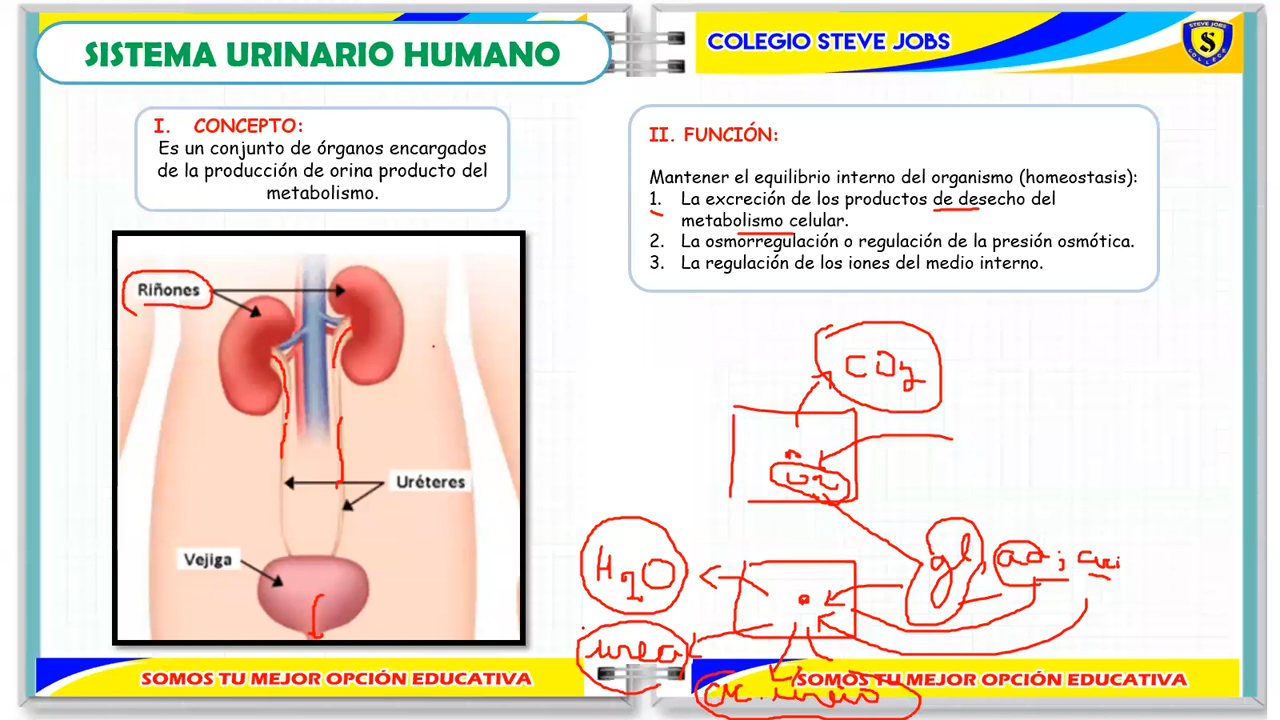 SISTEMA URINARIO HUMANO
COLEGIO STEVE JOBS
STEVE JOBS
S
COLLEGE
I. CONCEPTO:
Es un conjunto de órganos encargados
de la producción de orina producto del
metabolismo.
II. FUNCIÓN:
Mantener el equilibrio interno del organismo (homeostasis):
1. La excreción de los productos de desecho del
metabolismo celular.
2. La osmorregulación o regulación de la presión osmótica.
3. La regulación de los iones del medio interno.
Riñones
Uréteres
Vejiga
CO2
O2
gl
aa ;
H2O
urea
SOMOS TU MEJOR OPCIÓN EDUCATIVA
SOMOS TU MEJOR OPCIÓN EDUCATIVA